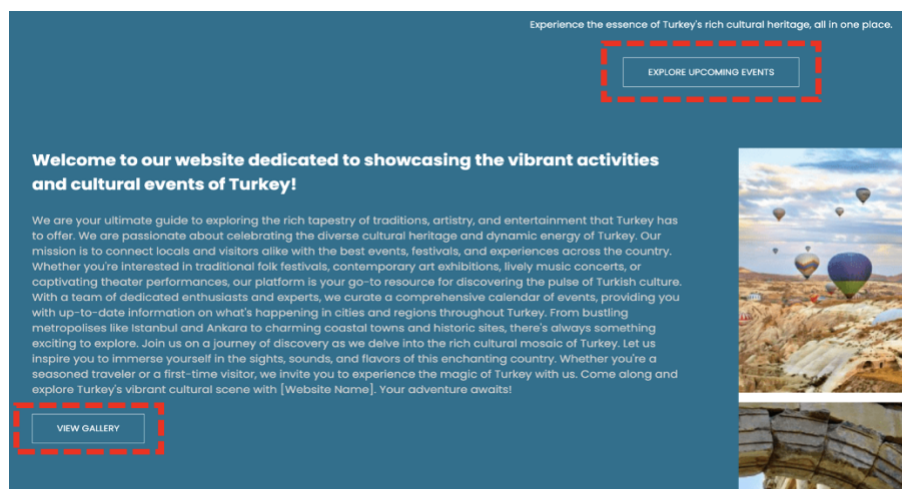 Experience the essence of Turkey's rich cultural heritage, all in one place.
EXPLORE UPCOMING EVENTS
Welcome to our website dedicated to showcasing the vibrant activities
and cultural events of Turkey!
We are your ultimate guide to exploring the rich tapestry of traditions, artistry, and entertainment that Turkey has
to offer. We are passionate about celebrating the diverse cultural heritage and dynamic energy of Turkey. Our
mission is to connect locals and visitors alike with the best events, festivals, and experiences across the country.
Whether you're interested in traditional folk festivals, contemporary art exhibitions, lively music concerts, or
captivating theater performances, our platform is your go-to resource for discovering the pulse of Turkish culture.
With a team of dedicated enthusiasts and experts, we curate a comprehensive calendar of events, providing you
with up-to-date information on what's happening in cities and regions throughout Turkey. From bustling
metropolises like Istanbul and Ankara to charming coastal towns and historic sites, there's always something
exciting to explore. Join us on a journey of discovery as we delve into the rich cultural mosaic of Turkey. Let us
inspire you to immerse yourself in the sights, sounds, and flavors of this enchanting country. Whether you're a
seasoned traveler or a first-time visitor, we invite you to experience the magic of Turkey with us. Come along and
explore Turkey's vibrant cultural scene with [Website Name]. Your adventure awaits!
VIEW GALLERY